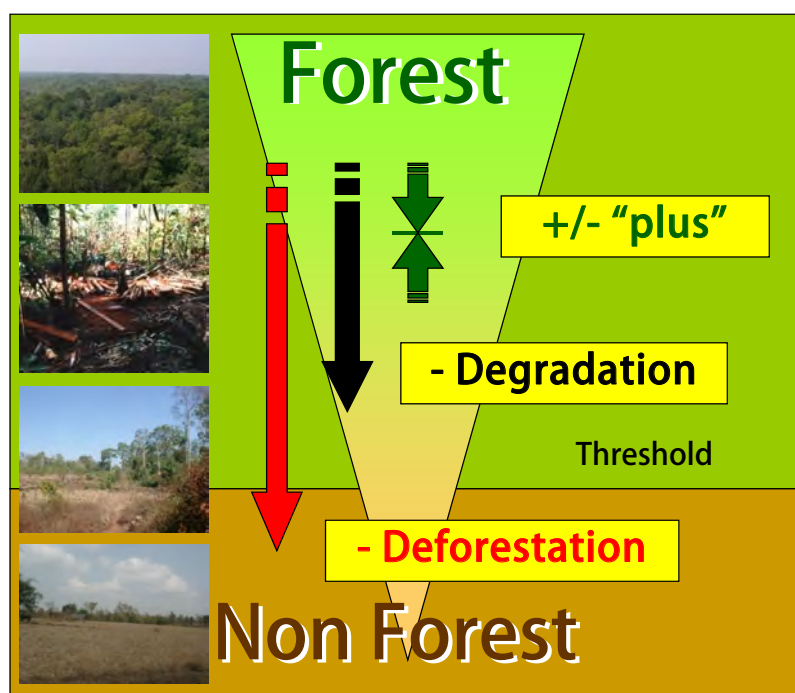 Forest
+/- “plus”
- Degradation
Threshold
- Deforestation
Non Forest